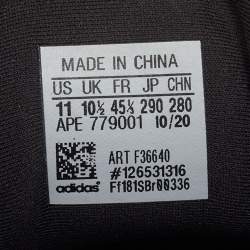 MADE IN CHINA
US UK FR JP CHN
11 10½ 45⅓ 290 280
APE 779001 10/20
ART F36640
#126531316
adidas Ff181SBr00336